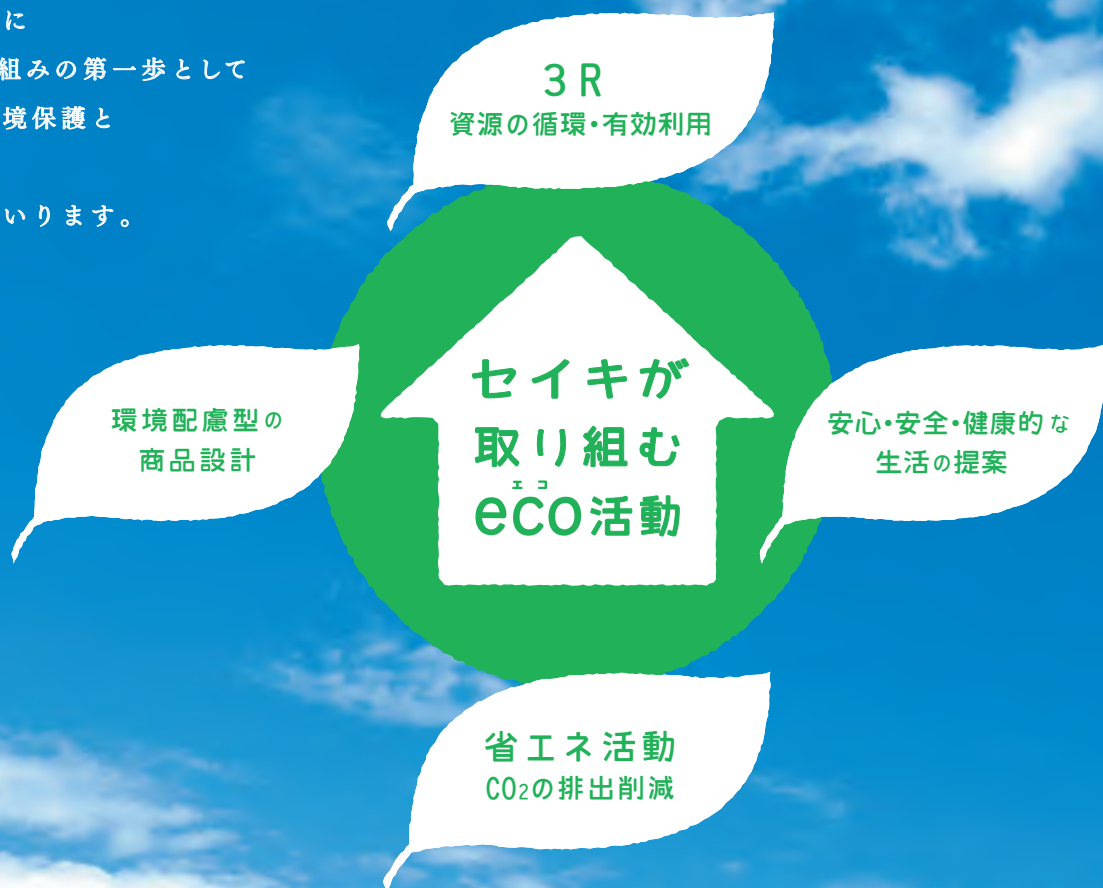 に
組みの第一歩として
境保護と
いります。
3R
資源の循環・有効利用
環境配慮型の
商品設計
セイキが
取り組む
エコ
eco活動
安心・安全・健康的な
生活の提案
省エネ活動
CO2の排出削減